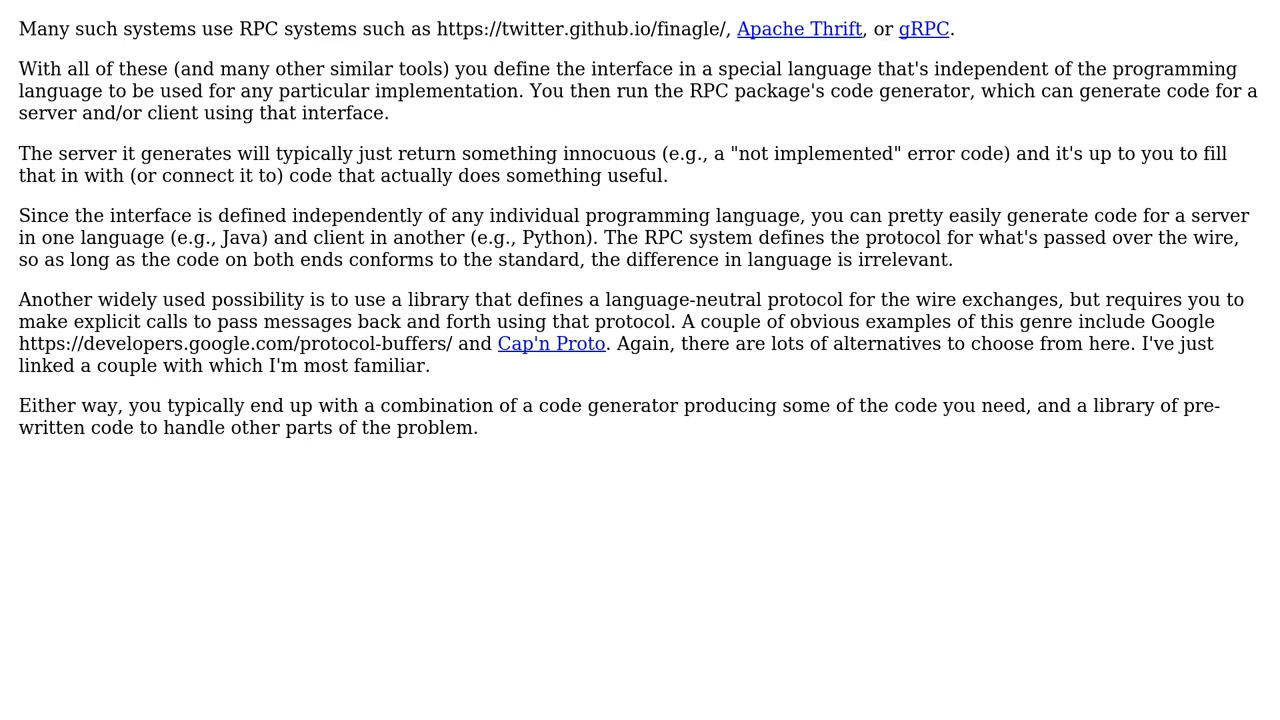 Many such systems use RPC systems such as https://twitter.github.io/finagle/, Apache Thrift, or gRPC.
With all of these (and many other similar tools) you define the interface in a special language that's independent of the programming
language to be used for any particular implementation. You then run the RPC package's code generator, which can generate code for a
server and/or client using that interface.
The server it generates will typically just return something innocuous (e.g., a "not implemented" error code) and it's up to you to fill
that in with (or connect it to) code that actually does something useful.
Since the interface is defined independently of any individual programming language, you can pretty easily generate code for a server
in one language (e.g., Java) and client in another (e.g., Python). The RPC system defines the protocol for what's passed over the wire,
so as long as the code on both ends conforms to the standard, the difference in language is irrelevant.
Another widely used possibility is to use a library that defines a language-neutral protocol for the wire exchanges, but requires you to
make explicit calls to pass messages back and forth using that protocol. A couple of obvious examples of this genre include Google
https://developers.google.com/protocol-buffers/ and Cap'n Proto. Again, there are lots of alternatives to choose from here. I've just
linked a couple with which I'm most familiar.
Either way, you typically end up with a combination of a code generator producing some of the code you need, and a library of pre-
written code to handle other parts of the problem.